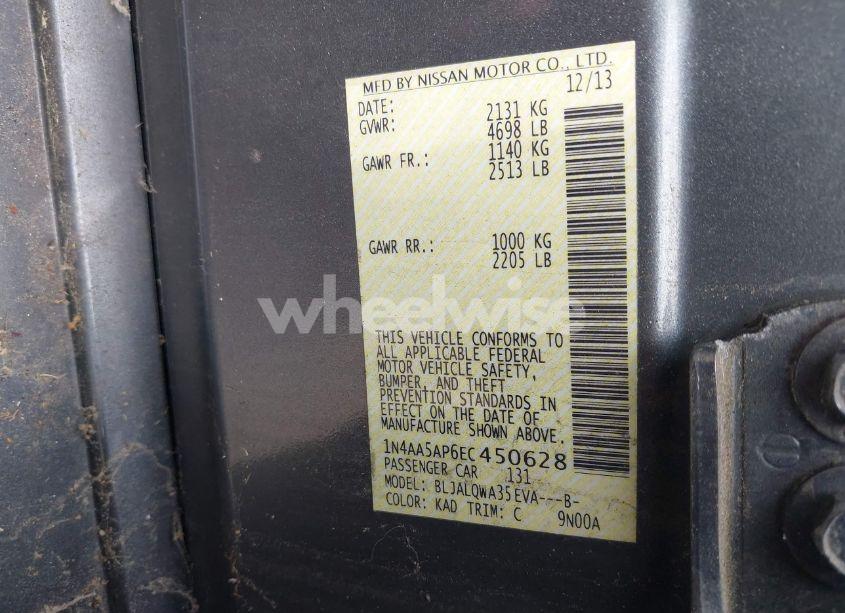 MFD BY NISSAN MOTOR CO., LTD.
DATE: 12/13
GVWR: 2131 KG
4698 LB
GAWR FR.: 1140 KG
2513 LB
GAWR RR.: 1000 KG
2205 LB
wheelwise
THIS VEHICLE CONFORMS TO
ALL APPLICABLE FEDERAL
MOTOR VEHICLE SAFETY,
BUMPER, AND THEFT
PREVENTION STANDARDS IN
EFFECT ON THE DATE OF
MANUFACTURE SHOWN ABOVE.
1N4AA5AP6EC450628
PASSENGER CAR 131
MODEL: BLJALQWA35EVA---B-
COLOR: KAD TRIM: C 9N00A